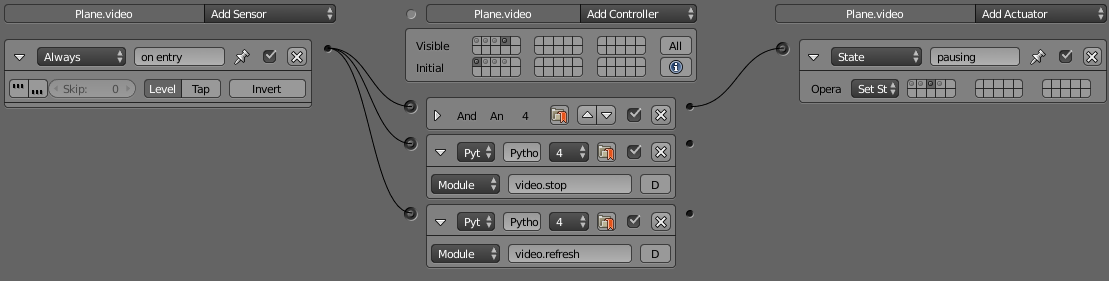 Plane.video Add Sensor
Always on entry
Skip: 0 Level Tap Invert
Plane.video Add Controller
Visible All
Initial
And An 4
Pyt Pytho 4
Module video.stop D
Pyt Pytho 4
Module video.refresh D
Plane.video Add Actuator
State pausing
Opera Set St